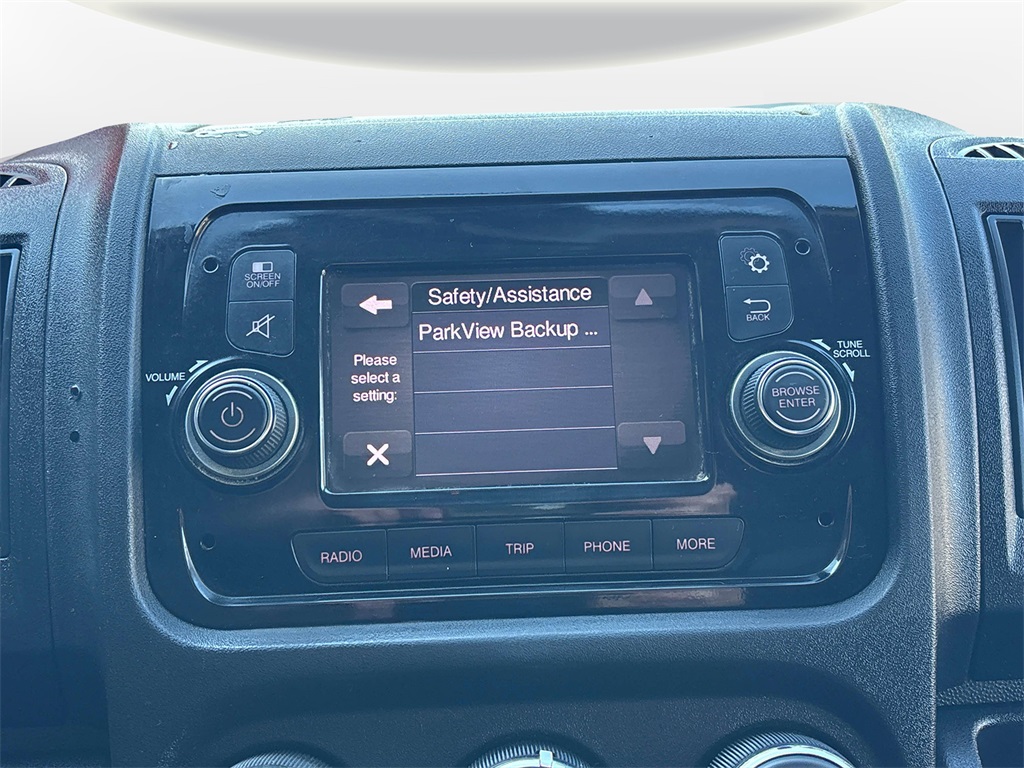 SCREEN
ON/OFF
VOLUME
Safety/Assistance
ParkView Backup ...
Please
select a
setting:
BACK
TUNE
SCROLL
BROWSE
ENTER
RADIO
MEDIA
TRIP
PHONE
MORE